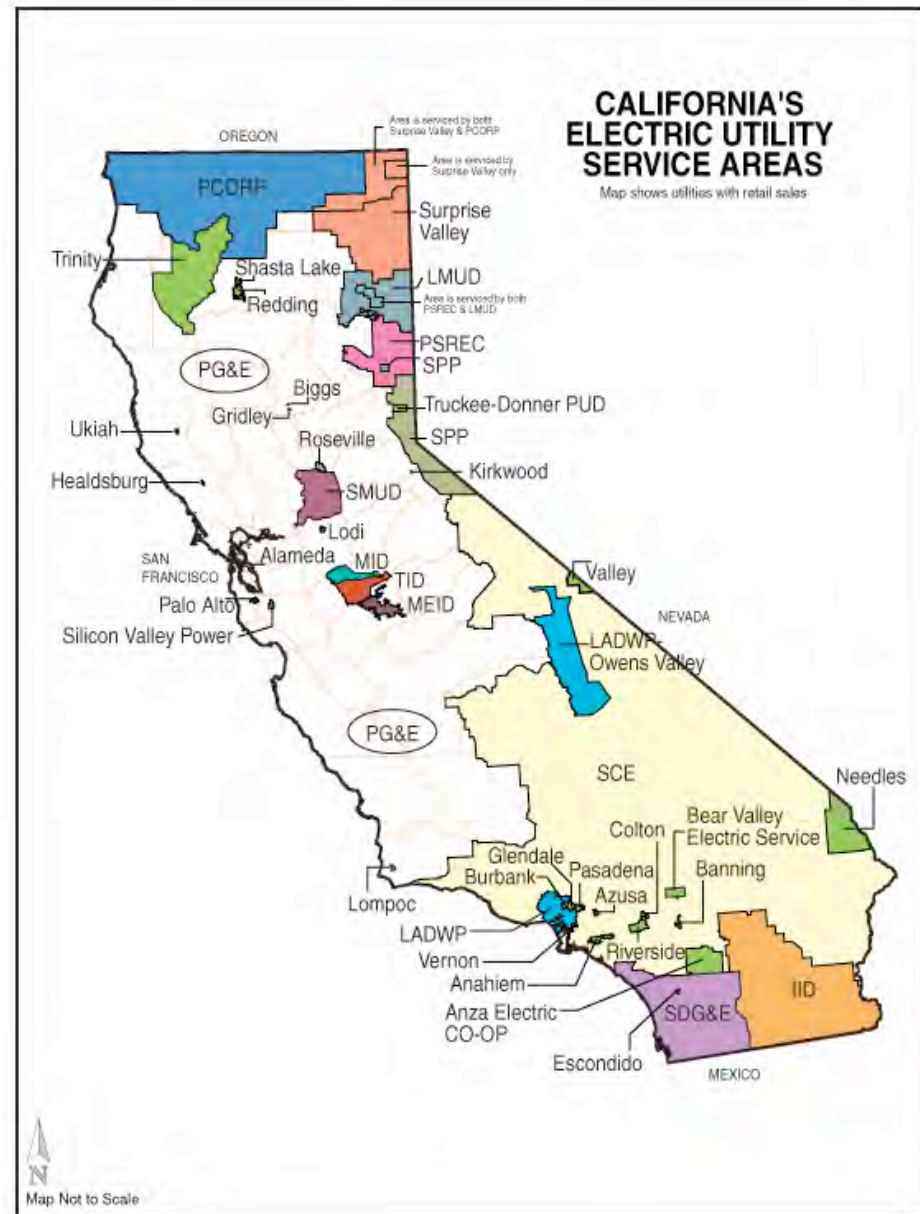 CALIFORNIA'S
ELECTRIC UTILITY
SERVICE AREAS
Map shows utilities with retail sales
OREGON
Area is serviced by both
Surprise Valley & PCORP
Area is serviced by
Surprise Valley only
PCORP
Surprise
Valley
Trinity
Shasta Lake
Redding
LMUD
Area is serviced by both
PSREC & LMUD
PSREC
SPP
PG&E
Biggs
Gridley
Truckee-Donner PUD
Ukiah
SPP
Roseville
Kirkwood
Healdsburg
SMUD
Lodi
Alameda
SAN
FRANCISCO
MID
TID
MEID
Valley
Palo Alto
NEVADA
Silicon Valley Power
LADWP-
Owens Valley
PG&E
SCE
Needles
Bear Valley
Electric Service
Colton
Glendale
Burbank
Pasadena
Azusa
Banning
Lompoc
LADWP
Vernon
Riverside
Anahiem
Anza Electric
CO-OP
SDG&E
IID
Escondido
MEXICO
N
Map Not to Scale